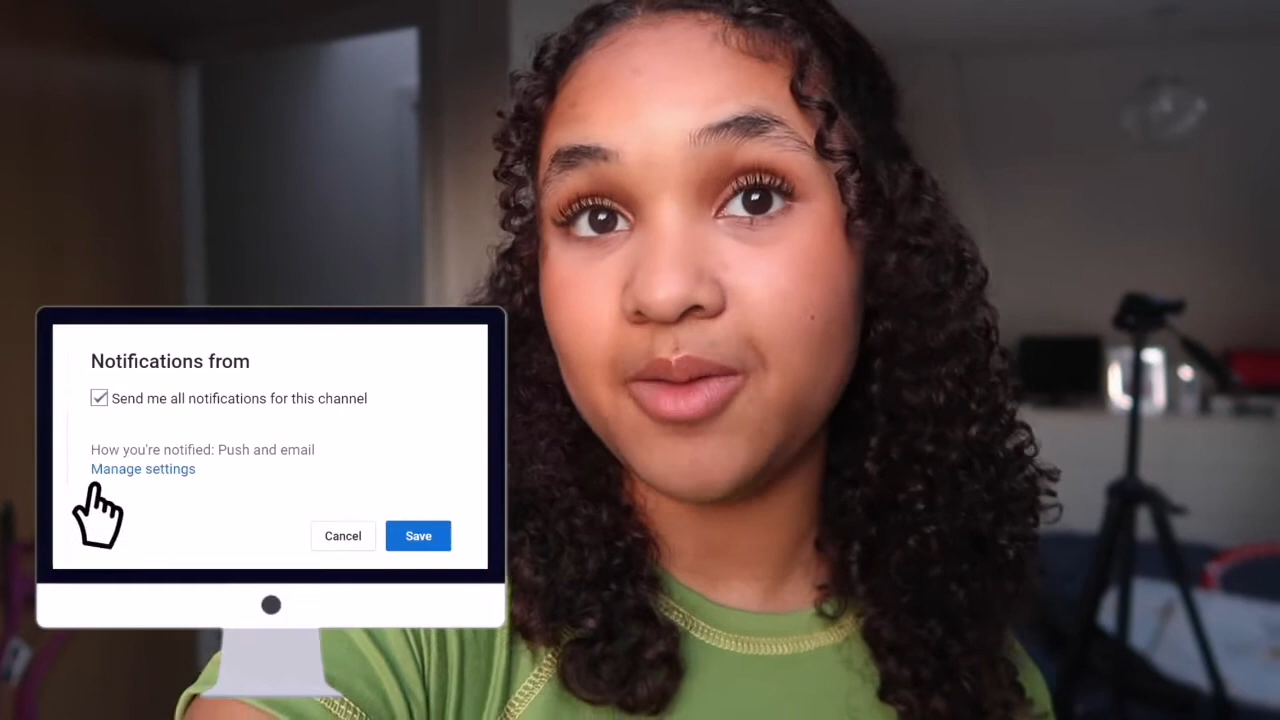 Notifications from
Send me all notifications for this channel
How you're notified: Push and email
Manage settings
Cancel
Save